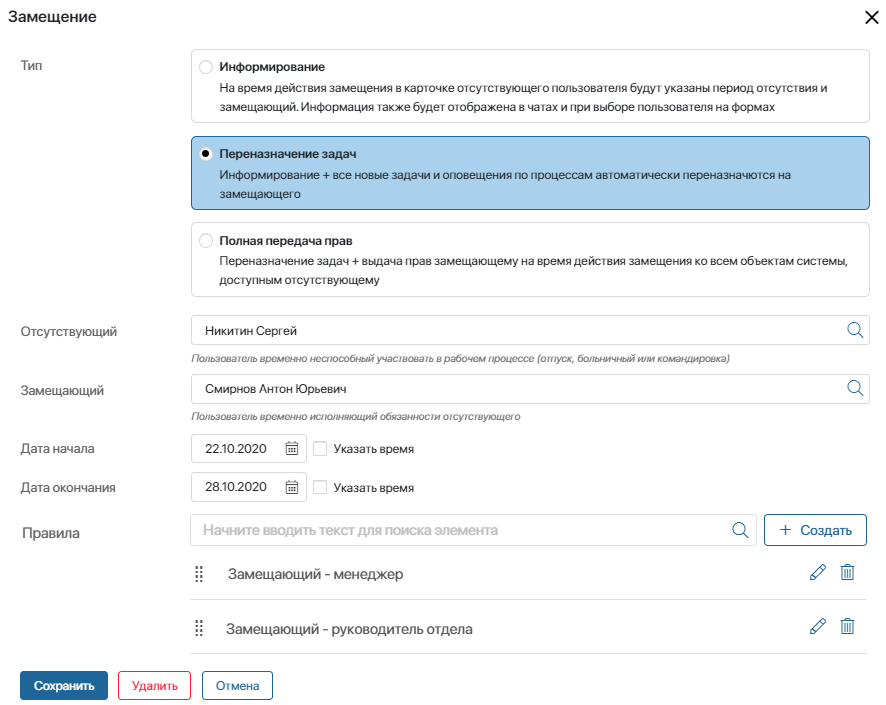 Замещение
Тип
Информирование
На время действия замещения в карточке отсутствующего пользователя будут указаны период отсутствия и
замещающий. Информация также будет отображена в чатах и при выборе пользователя на формах
Переназначение задач
Информирование + все новые задачи и оповещения по процессам автоматически переназначются на
замещающего
Полная передача прав
Переназначение задач + выдача прав замещающему на время действия замещения ко всем объектам системы,
доступным отсутствующему
Отсутствующий
Никитин Сергей
Пользователь временно неспособный участвовать в рабочем процессе (отпуск, больничный или командировка)
Замещающий
Смирнов Антон Юрьевич
Пользователь временно исполняющий обязанности отсутствующего
Дата начала 22.10.2020 Указать время
Дата окончания 28.10.2020 Указать время
Правила Начните вводить текст для поиска элемента + Создать
Замещающий - менеджер
Замещающий - руководитель отдела
Сохранить Удалить Отмена